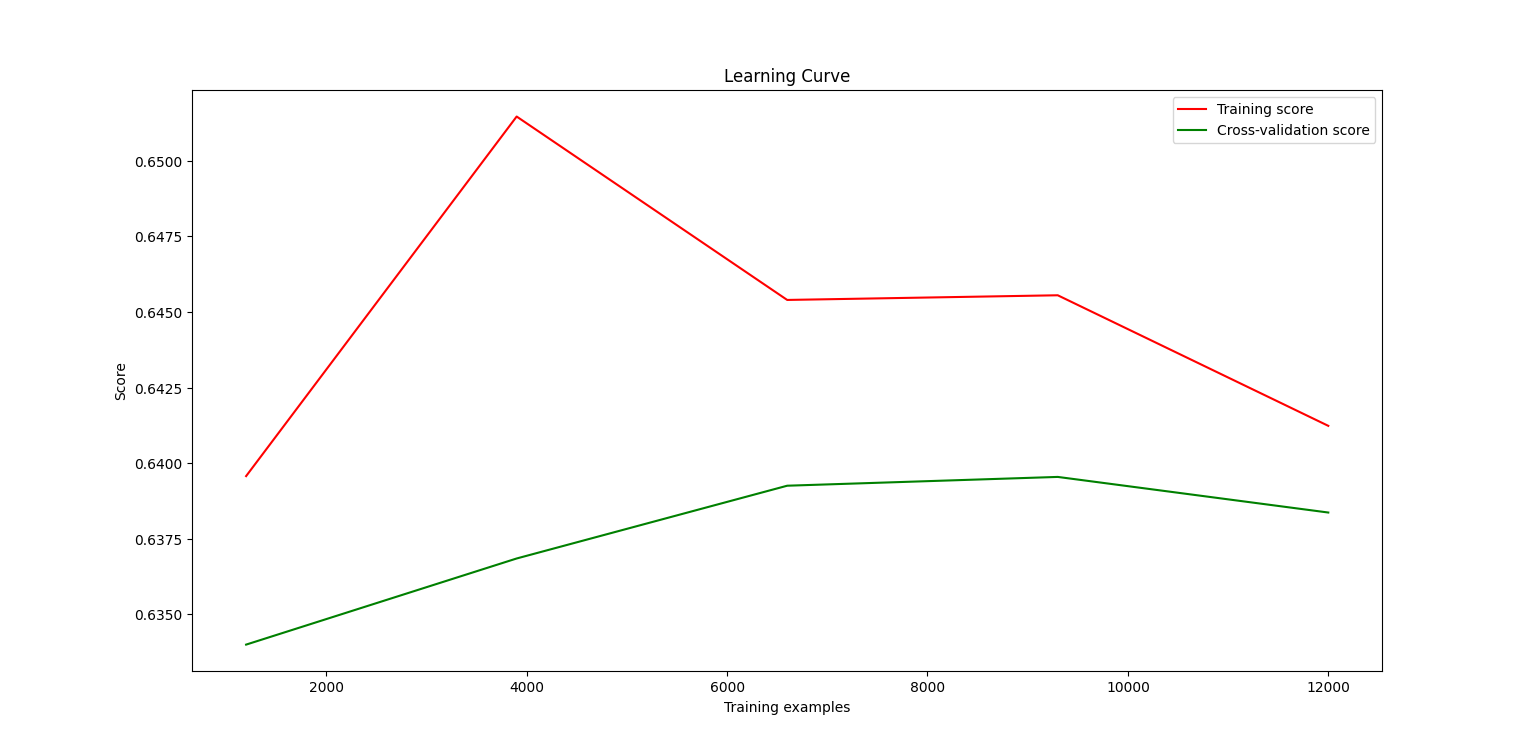 Learning Curve
Training score
Cross-validation score
0.6500
0.6475
0.6450
0.6425
0.6400
0.6375
0.6350
Score
2000 4000 6000 8000 10000 12000
Training examples